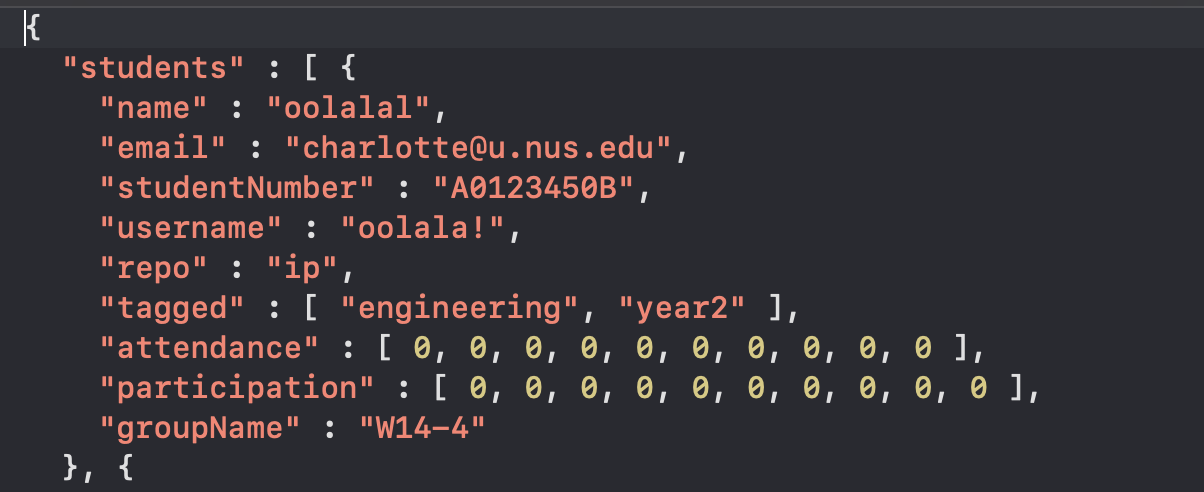 {
"students" : [ {
"name" : "oolalal",
"email" : "charlotte@u.nus.edu",
"studentNumber" : "A0123450B",
"username" : "oolala!",
"repo" : "ip",
"tagged" : [ "engineering", "year2" ],
"attendance" : [ 0, 0, 0, 0, 0, 0, 0, 0, 0, 0 ],
"participation" : [ 0, 0, 0, 0, 0, 0, 0, 0, 0, 0 ],
"groupName" : "W14-4"
}, {